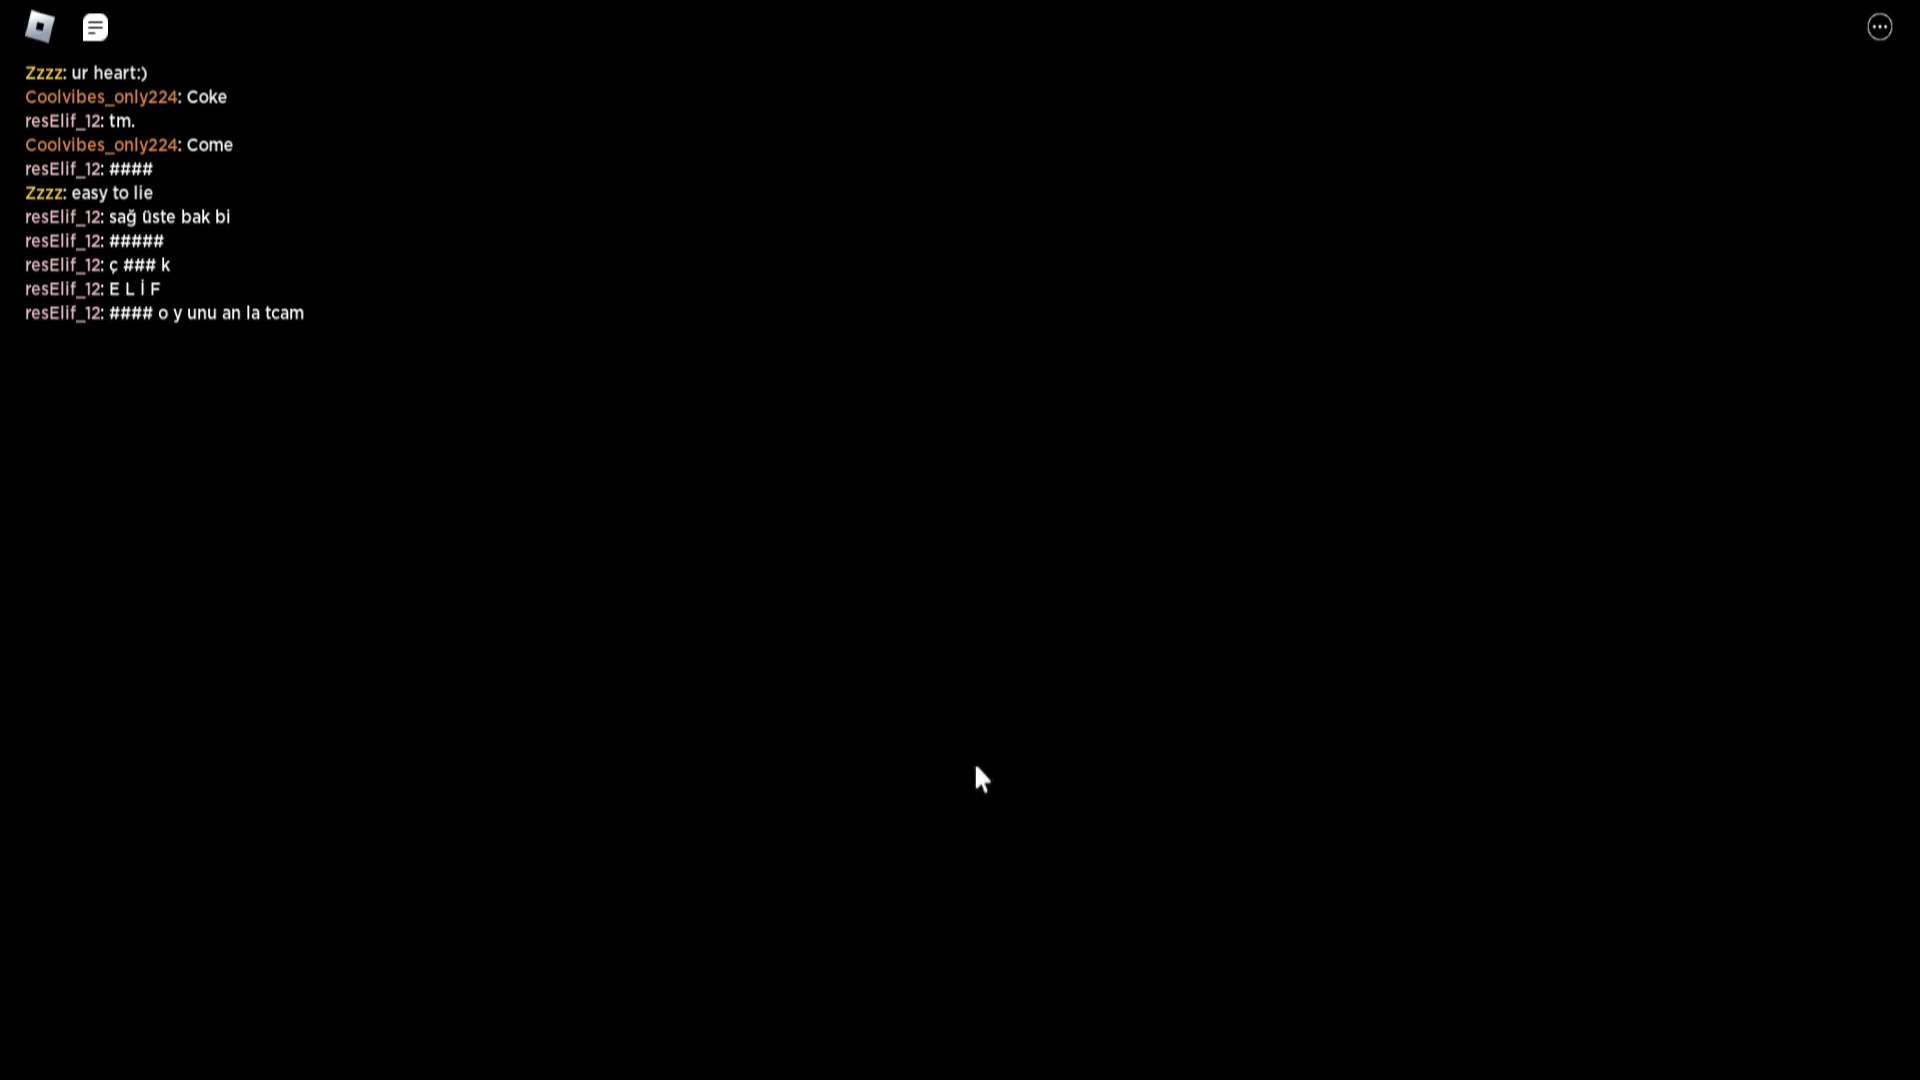 Zzzz: ur heart:)
Coolvibes_only224: Coke
resElif_12: tm.
Coolvibes_only224: Come
resElif_12: ####
Zzzz: easy to lie
resElif_12: sağ üste bak bi
resElif_12: #####
resElif_12: ç ### k
resElif_12: E L İ F
resElif_12: #### o y unu an la tcam